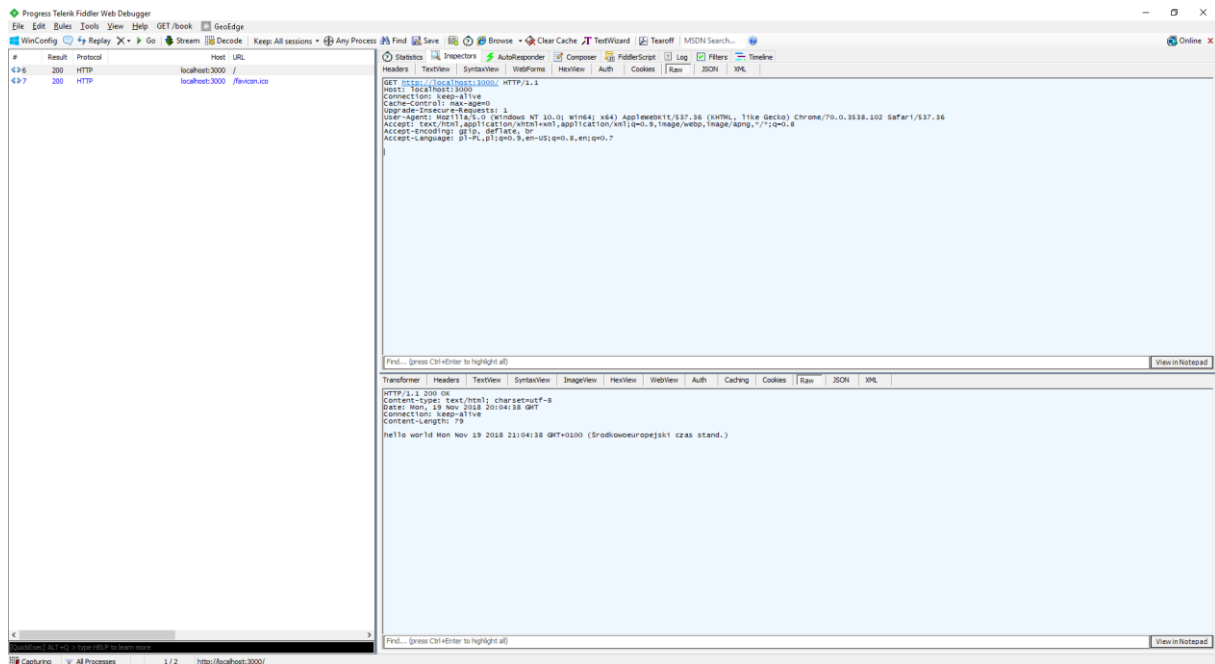 Progress Telerik Fiddler Web Debugger
File Edit Rules Tools View Help GET /book GeoEdge
WinConfig Replay Go Stream Decode Keep: All sessions Any Process Find Save Browse Clear Cache TextWizard Tearoff MSDN Search... Online
# Result Protocol Host URL
6 200 HTTP localhost:3000 /
7 200 HTTP localhost:3000 /favicon.ico
Statistics Inspectors AutoResponder Composer FiddlerScript Log Filters Timeline
Headers TextView SyntaxView WebForms HexView Auth Cookies Raw JSON XML
GET http://localhost:3000/ HTTP/1.1
Host: localhost:3000
Connection: keep-alive
Cache-Control: max-age=0
Upgrade-Insecure-Requests: 1
User-Agent: Mozilla/5.0 (Windows NT 10.0; Win64; x64) AppleWebKit/537.36 (KHTML, like Gecko) Chrome/70.0.3538.102 Safari/537.36
Accept: text/html,application/xhtml+xml,application/xml;q=0.9,image/webp,image/apng,*/*;q=0.8
Accept-Encoding: gzip, deflate, br
Accept-Language: pl-PL,pl;q=0.9,en-US;q=0.8,en;q=0.7
Find... (press Ctrl+Enter to highlight all) View in Notepad
Transformer Headers TextView SyntaxView ImageView HexView WebView Auth Caching Cookies Raw JSON XML
HTTP/1.1 200 OK
Content-type: text/html; charset=utf-8
Date: Mon, 19 Nov 2018 20:04:38 GMT
Connection: keep-alive
Content-Length: 79
hello world Mon Nov 19 2018 21:04:38 GMT+0100 (Środkowoeuropejski czas stand.)
Find... (press Ctrl+Enter to highlight all) View in Notepad
[QuickExec] ALT+Q > type HELP to learn more
Capturing All Processes 1 / 2 http://localhost:3000/